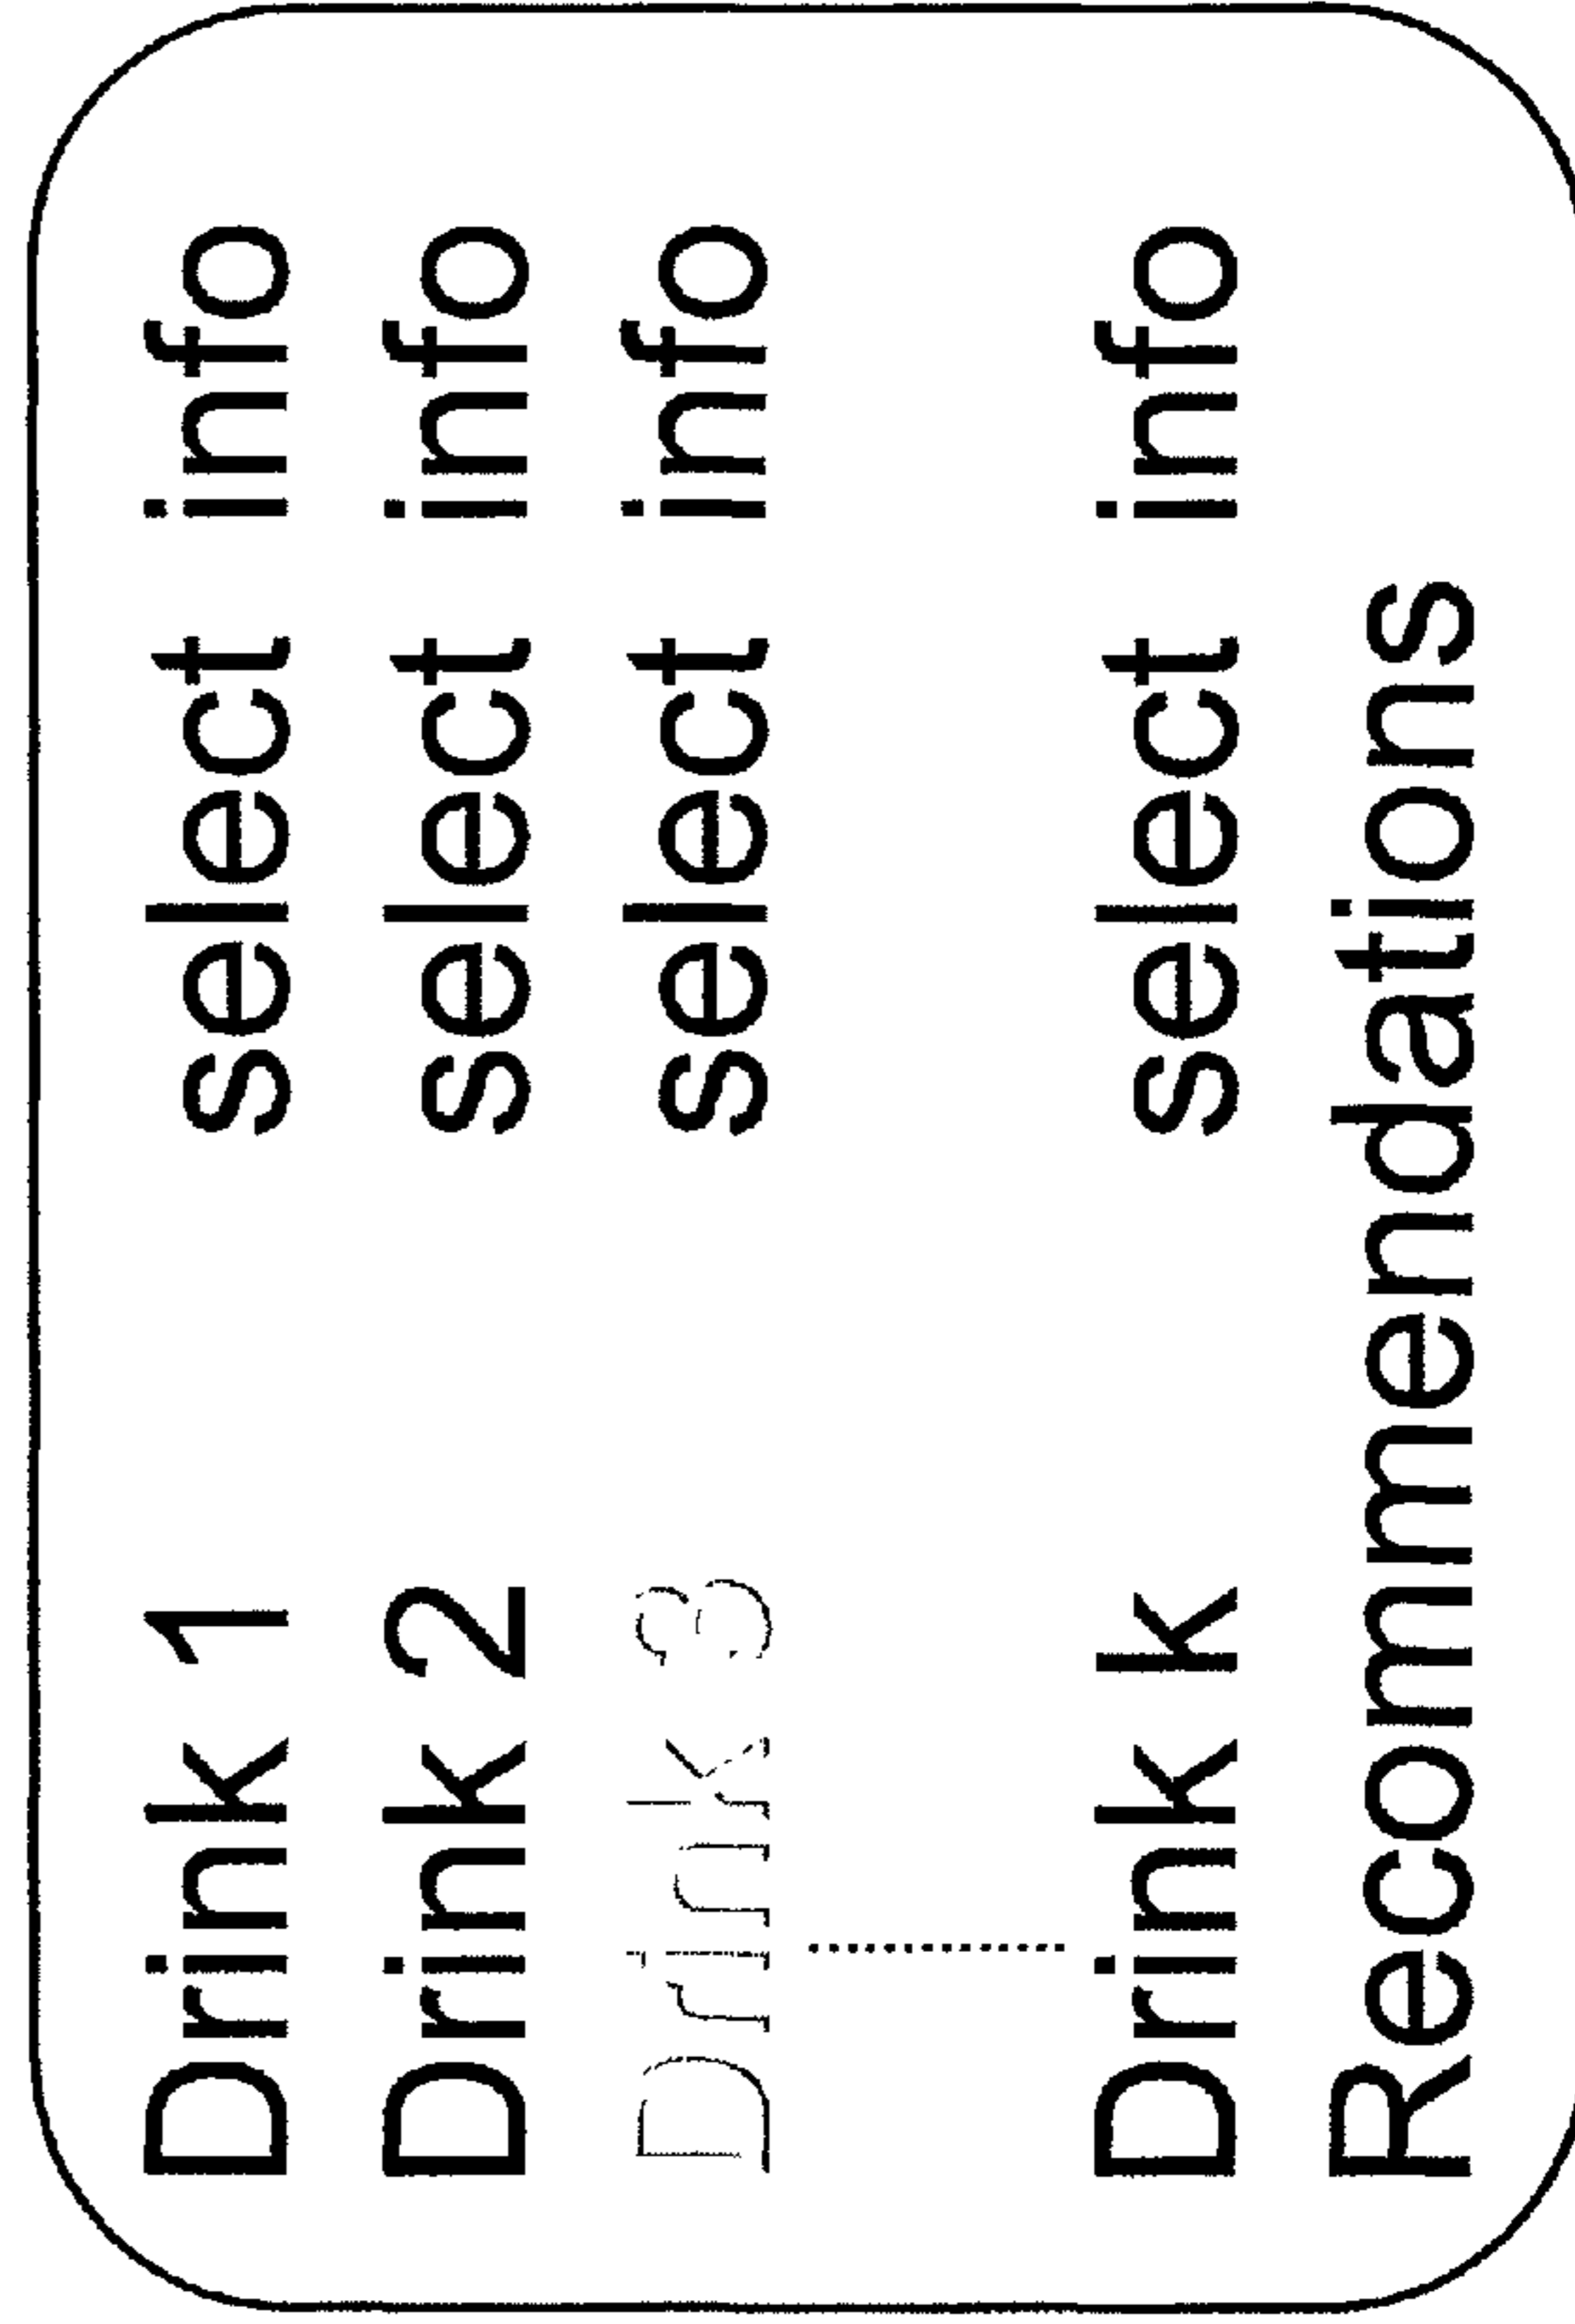 Drink 1 select info
Drink 2 select info
Drink 3 select info
Drink k select info
Recommendations